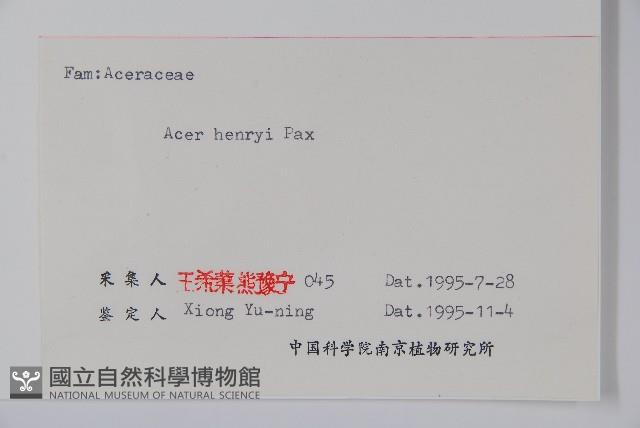 Fam:Aceraceae
Acer henryi Pax
采集人 王希蕖熊豫宁 045 Dat.1995-7-28
鉴定人 Xiong Yu-ning Dat.1995-11-4
中国科学院南京植物研究所
國立自然科學博物館
NATIONAL MUSEUM OF NATURAL SCIENCE